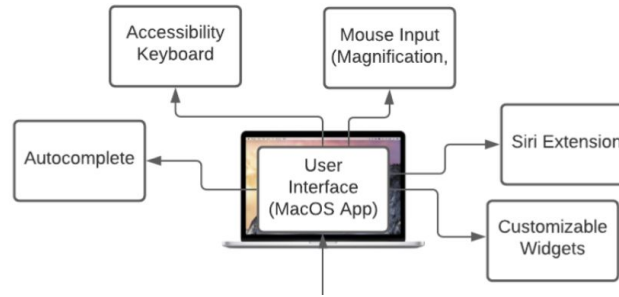 Accessibility
Keyboard
Mouse Input
(Magnification,
Autocomplete
User
Interface
(MacOS App)
Siri Extension
Customizable
Widgets